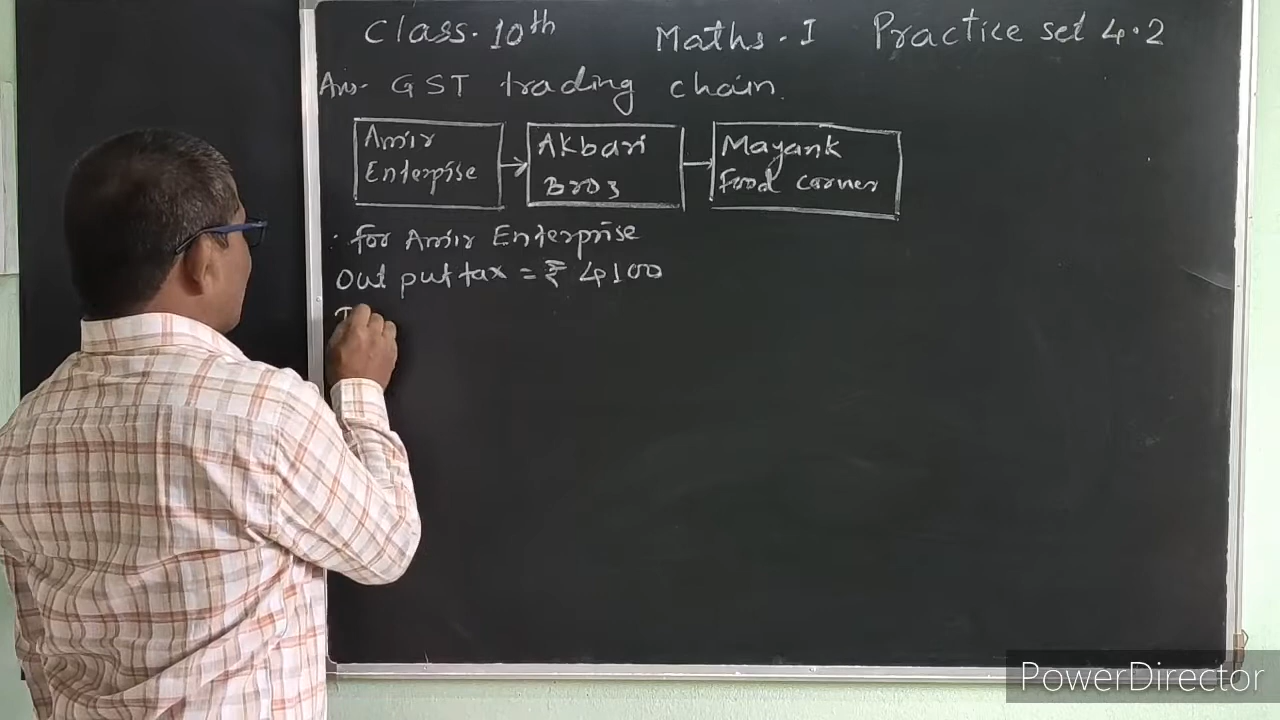 Class. 10th Maths - I Practice set 4.2
Ans- GST trading chain.
Amir
Enterpise
Akbari
Bros
Mayank
Food corner
for Amir Enterprise
Out put tax = ₹ 4100
PowerDirector